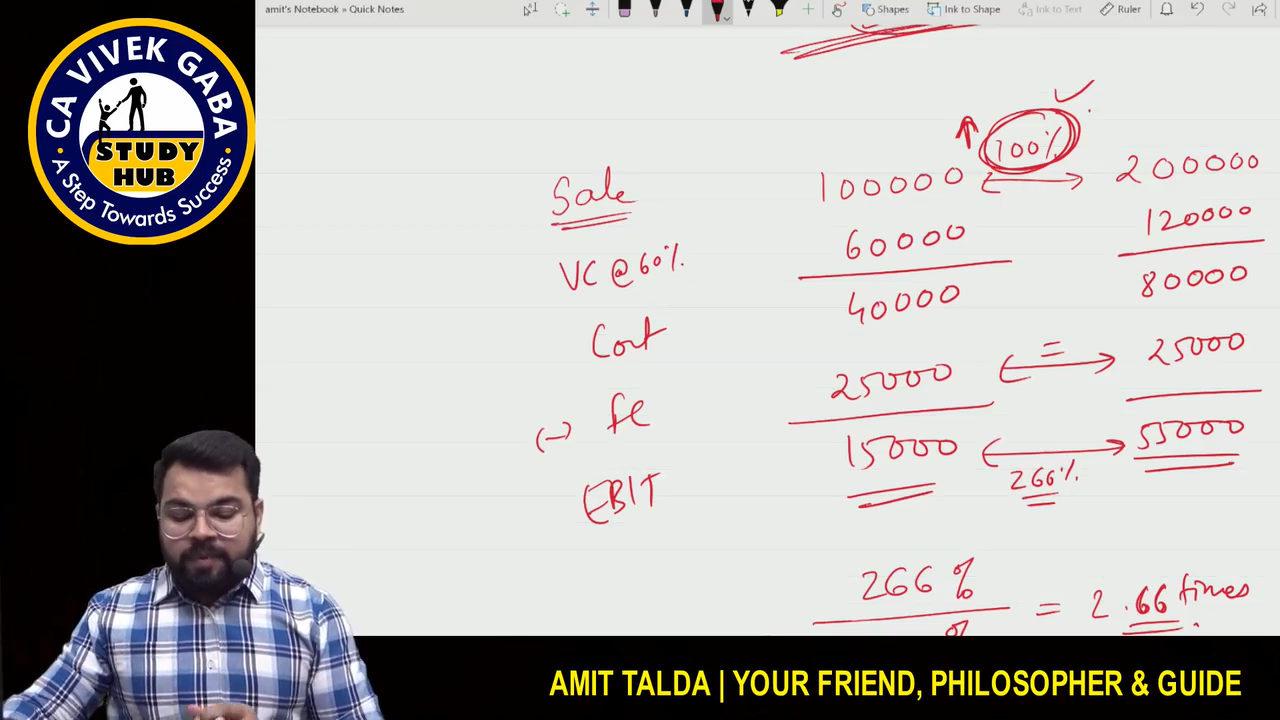 amit's Notebook » Quick Notes
Shapes
Ink to Shape
Ink to Text
Ruler
CA VIVEK GABA
STUDY
HUB
A Step Towards Success
↑ 100%
Sale 100000 200000
VC @ 60% 60000 120000
40000 80000
Cont
25000 = 25000
(-) FC
15000 55000
266%
EBIT
266% = 2.66 times
%
AMIT TALDA | YOUR FRIEND, PHILOSOPHER & GUIDE